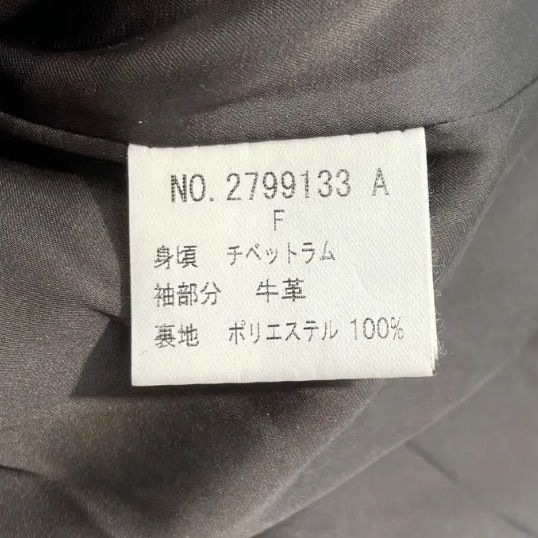 NO. 2799133 A
F
身頃 チベットラム
袖部分 牛革
裏地 ポリエステル 100%